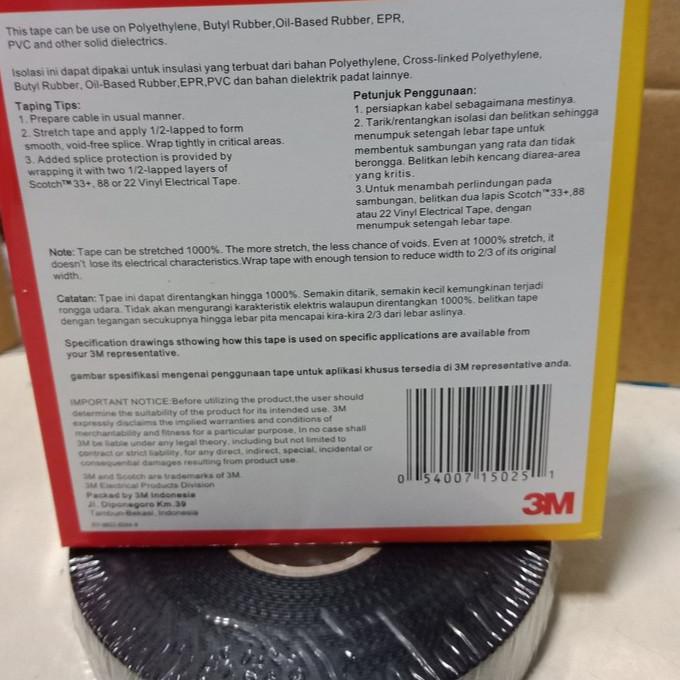 This tape can be use on Polyethylene, Butyl Rubber,Oil-Based Rubber, EPR,
PVC and other solid dielectrics.
Isolasi ini dapat dipakai untuk insulasi yang terbuat dari bahan Polyethylene, Cross-linked Polyethylene,
Butyl Rubber, Oil-Based Rubber,EPR,PVC dan bahan dielektrik padat lainnye.
Taping Tips:
1. Prepare cable in usual manner.
2. Stretch tape and apply 1/2-lapped to form
smooth, void-free splice. Wrap tightly in critical areas.
3. Added splice protection is provided by
wrapping it with two 1/2-lapped layers of
Scotch™ 33+, 88 or 22 Vinyl Electrical Tape.
Petunjuk Penggunaan:
1. persiapkan kabel sebagaimana mestinya.
2. Tarik/rentangkan isolasi dan belitkan sehingga
menumpuk setengah lebar tape untuk
membentuk sambungan yang rata dan tidak
berongga. Belitkan lebih kencang diarea-area
yang kritis.
3.Untuk menambah perlindungan pada
sambungan, belitkan dua lapis Scotch™33+,88
atau 22 Vinyl Electrical Tape, dengan
menumpuk setengah lebar tape.
Note: Tape can be stretched 1000%. The more stretch, the less chance of voids. Even at 1000% stretch, it
doesn't lose its electrical characteristics.Wrap tape with enough tension to reduce width to 2/3 of its original
width.
Catatan: Tpae ini dapat direntangkan hingga 1000%. Semakin ditarik, semakin kecil kemungkinan terjadi
rongga udara. Tidak akan mengurangi karakteristik elektris walaupun direntangkan 1000%. belitkan tape
dengan tegangan secukupnya hingga lebar pita mencapai kira-kira 2/3 dari lebar aslinya.
Specification drawings sthowing how this tape is used on specific applications are available from
your 3M representative.
gambar spesifikasi mengenai penggunaan tape untuk aplikasi khusus tersedia di 3M representative anda.
IMPORTANT NOTICE:Before utilizing the product,the user should
determine the suitability of the product for its intended use. 3M
expressly disclaims the implied warranties and conditions of
merchantability and fitness for a particular purpose. In no case shall
3M be liable under any legal theory, including but not limited to
contract or strict liability, for any direct, indirect, special, incidental or
consequential damages resulting from product use.
3M and Scotch are trademarks of 3M.
3M Electrical Products Division
Packed by 3M Indonesia
Jl. Diponegoro Km.39
Tambun-Bekasi, Indonesia
0 54007 15025 1
3M